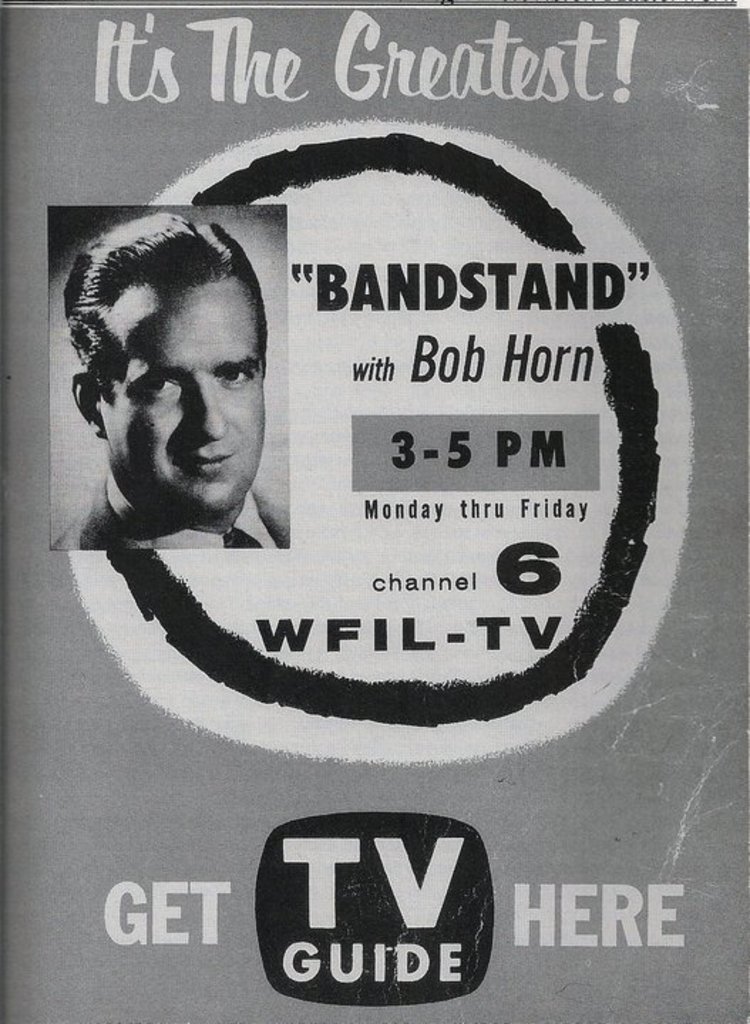 It's The Greatest!
"BANDSTAND"
with Bob Horn
3-5 PM
Monday thru Friday
channel 6
WFIL-TV
GET TV GUIDE HERE